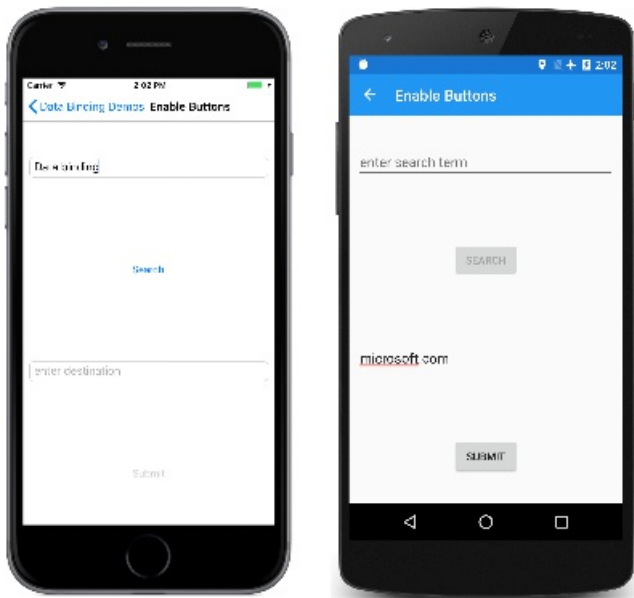 Carrier 2:02 PM
Data Binding Demos Enable Buttons
Data binding
Search
enter destination
Submit
2:02
Enable Buttons
enter search term
SEARCH
microsoft.com
SUBMIT